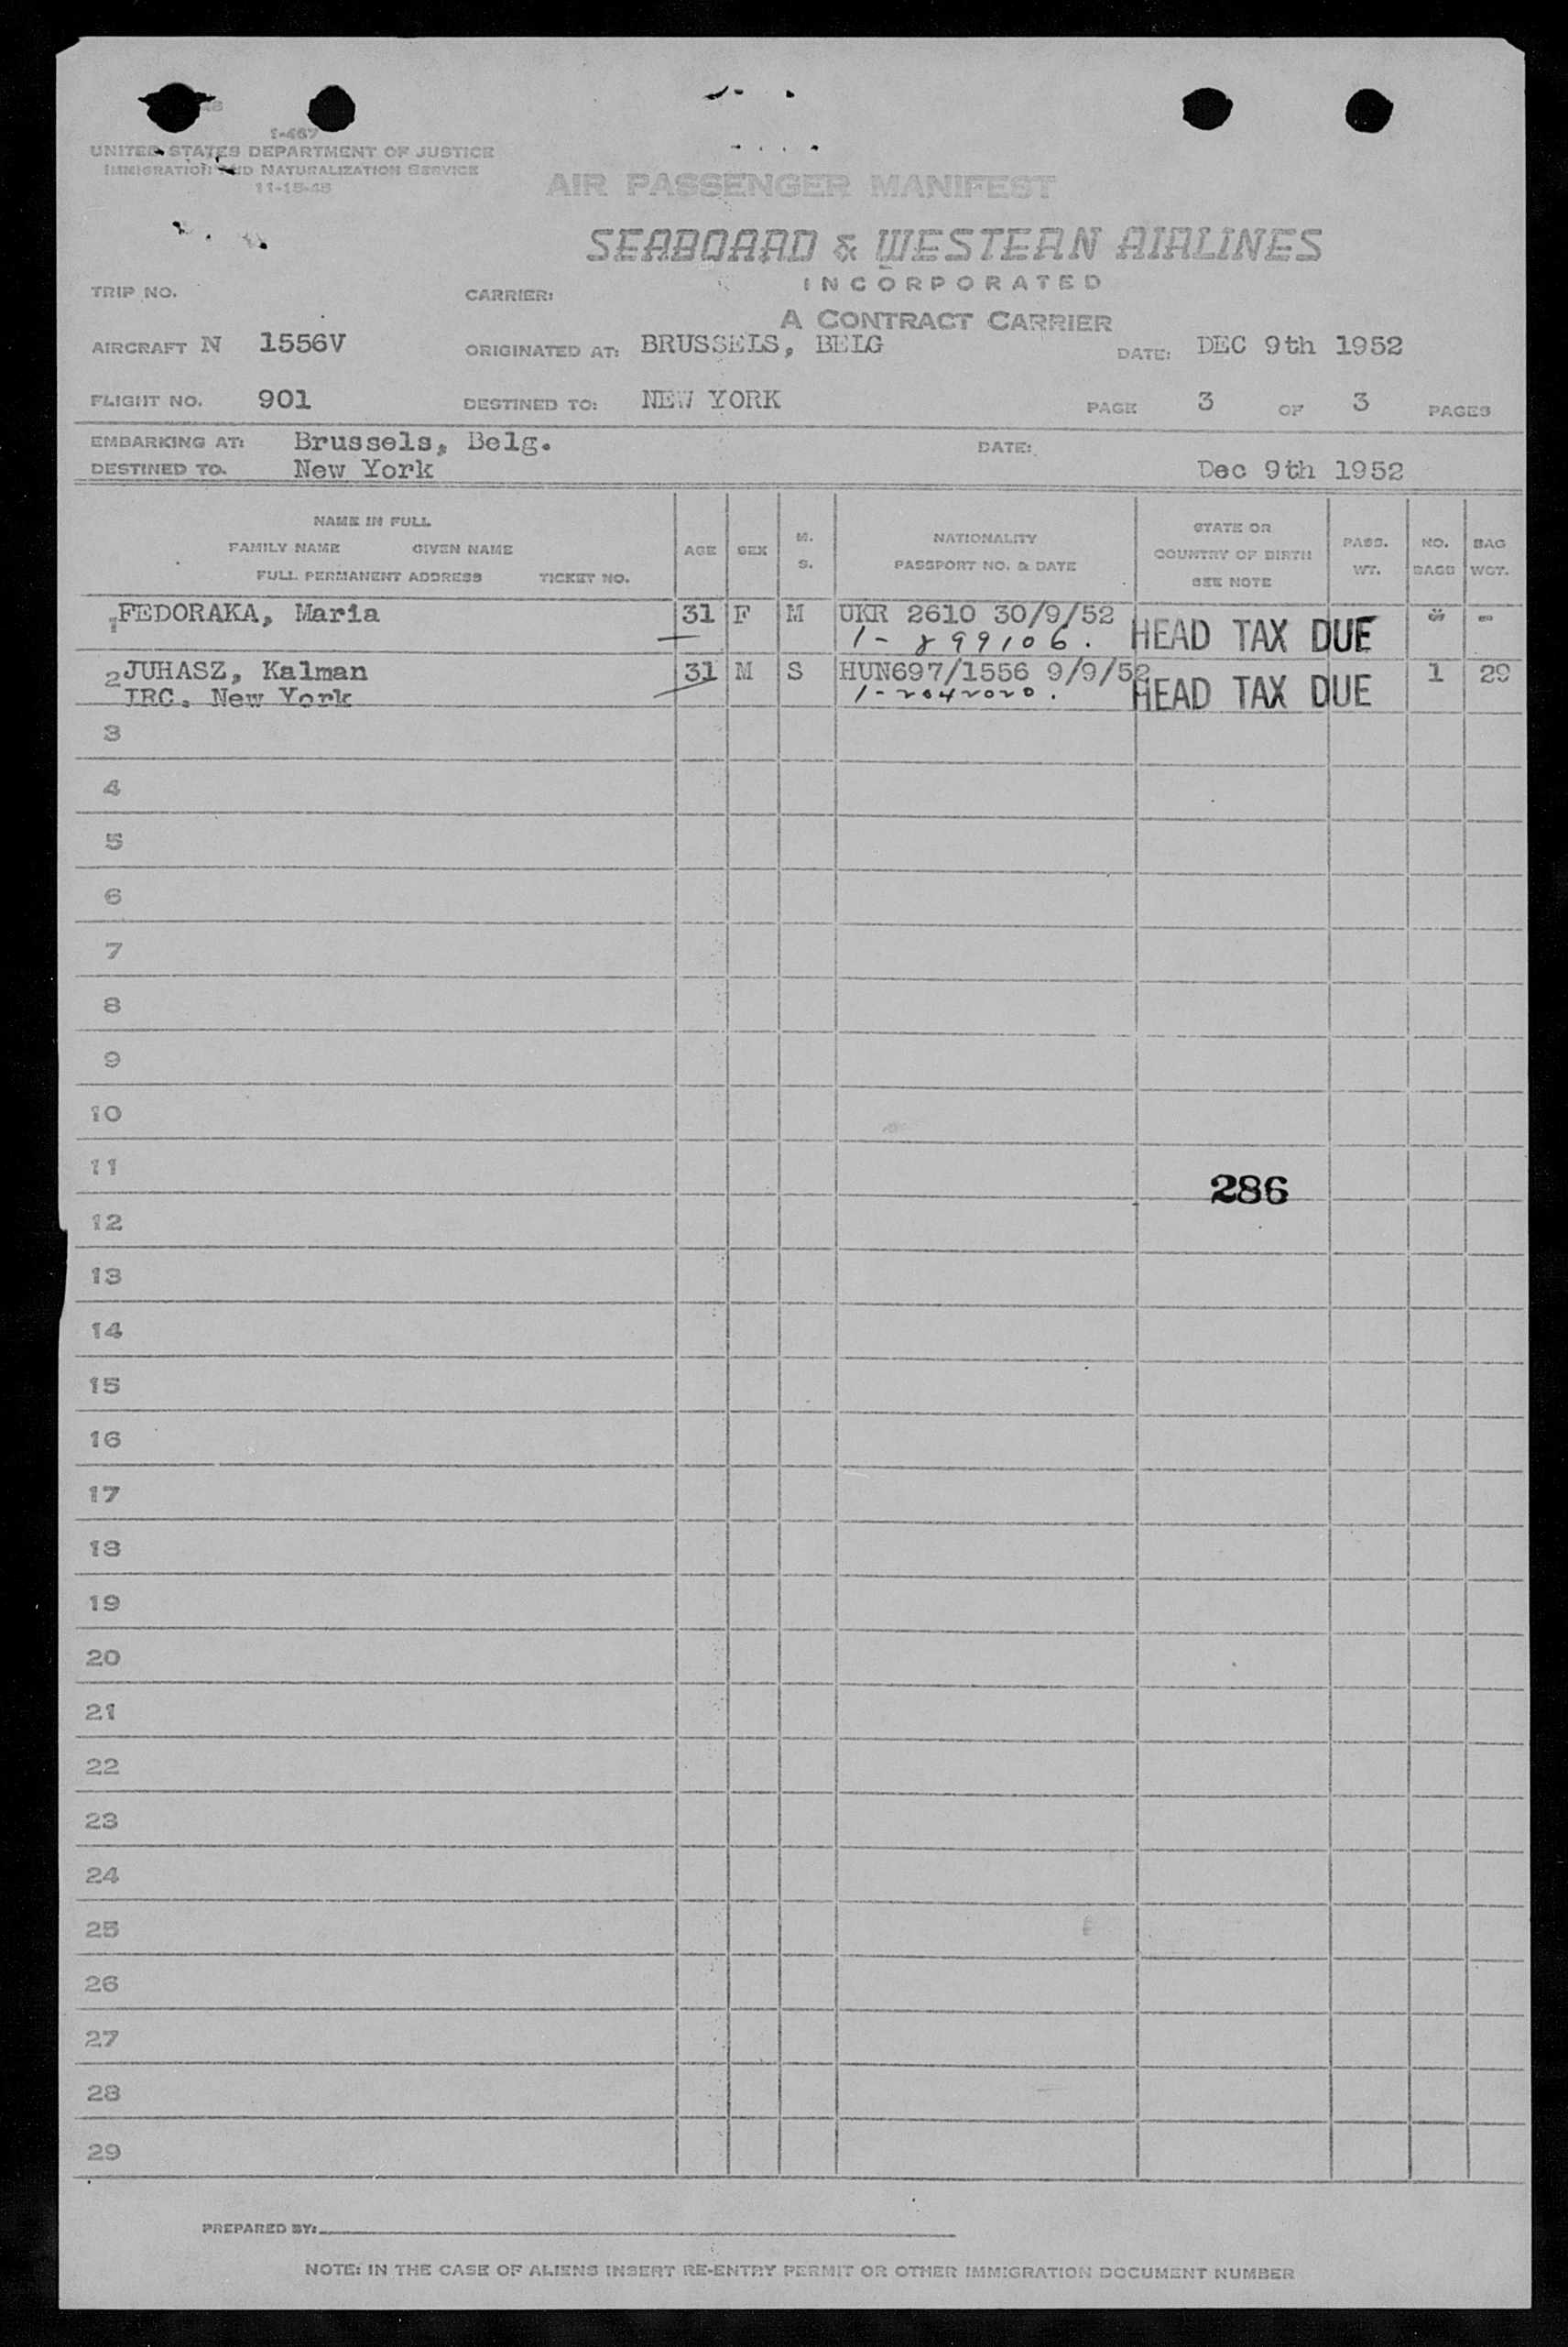 I-467
UNITED STATES DEPARTMENT OF JUSTICE
IMMIGRATION AND NATURALIZATION SERVICE
11-15-45
AIR PASSENGER MANIFEST
SEABOARD & WESTERN AIRLINES
INCORPORATED
A CONTRACT CARRIER
TRIP NO. CARRIER:
AIRCRAFT N 1556V ORIGINATED AT: BRUSSELS, BELG DATE: DEC 9th 1952
FLIGHT NO. 901 DESTINED TO: NEW YORK PAGE 3 OF 3 PAGES
EMBARKING AT: Brussels, Belg. DATE:
DESTINED TO. New York Dec 9th 1952
NAME IN FULL
FAMILY NAME GIVEN NAME
FULL PERMANENT ADDRESS TICKET NO.
AGE
SEX
M.
S.
NATIONALITY
PASSPORT NO. & DATE
STATE OR
COUNTRY OF BIRTH
SEE NOTE
PASS.
WT.
NO.
BAGS
BAG
WGT.
1 FEDORAKA, Maria 31 F M UKR 2610 30/9/52 -
1-899106. HEAD TAX DUE
2 JUHASZ, Kalman 31 M S HUN697/1556 9/9/52 1 29
IRC. New York 1-2042020. HEAD TAX DUE
3
4
5
6
7
8
9
10
11
286
12
13
14
15
16
17
18
19
20
21
22
23
24
25
26
27
28
29
PREPARED BY:
NOTE: IN THE CASE OF ALIENS INSERT RE-ENTRY PERMIT OR OTHER IMMIGRATION DOCUMENT NUMBER